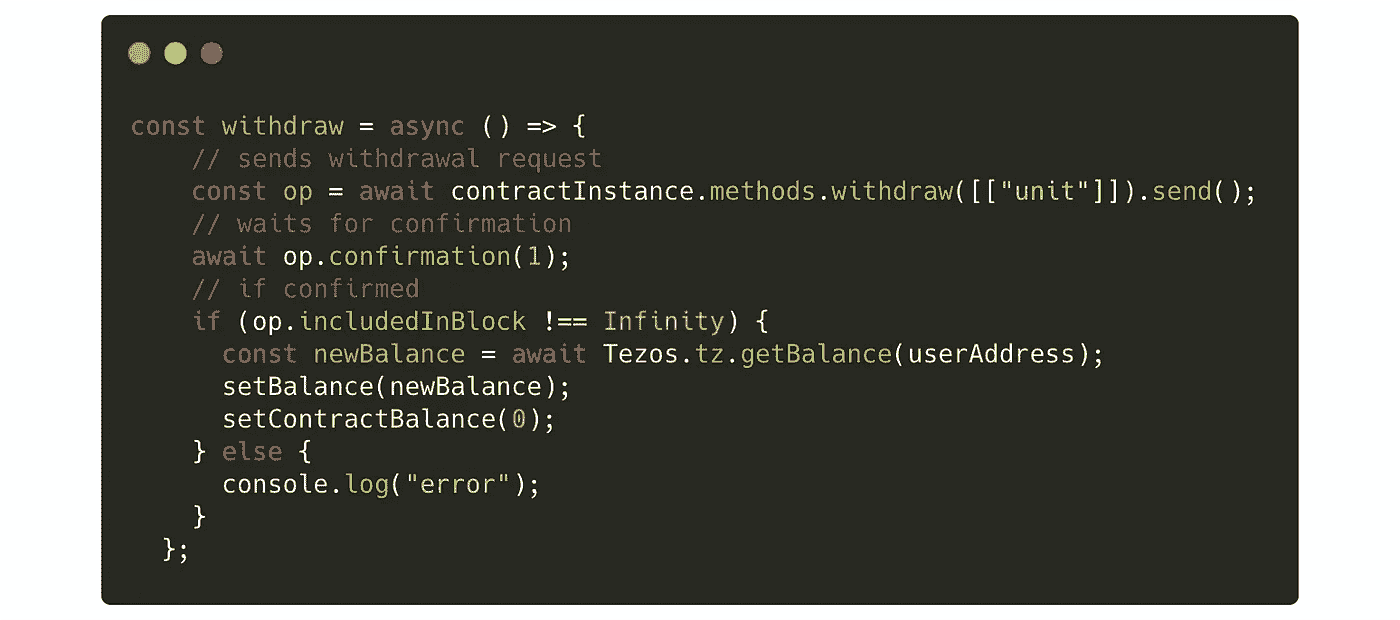 const withdraw = async () => {
    // sends withdrawal request
    const op = await contractInstance.methods.withdraw([["unit"]]).send();
    // waits for confirmation
    await op.confirmation(1);
    // if confirmed
    if (op.includedInBlock !== Infinity) {
      const newBalance = await Tezos.tz.getBalance(userAddress);
      setBalance(newBalance);
      setContractBalance(0);
    } else {
      console.log("error");
    }
  };